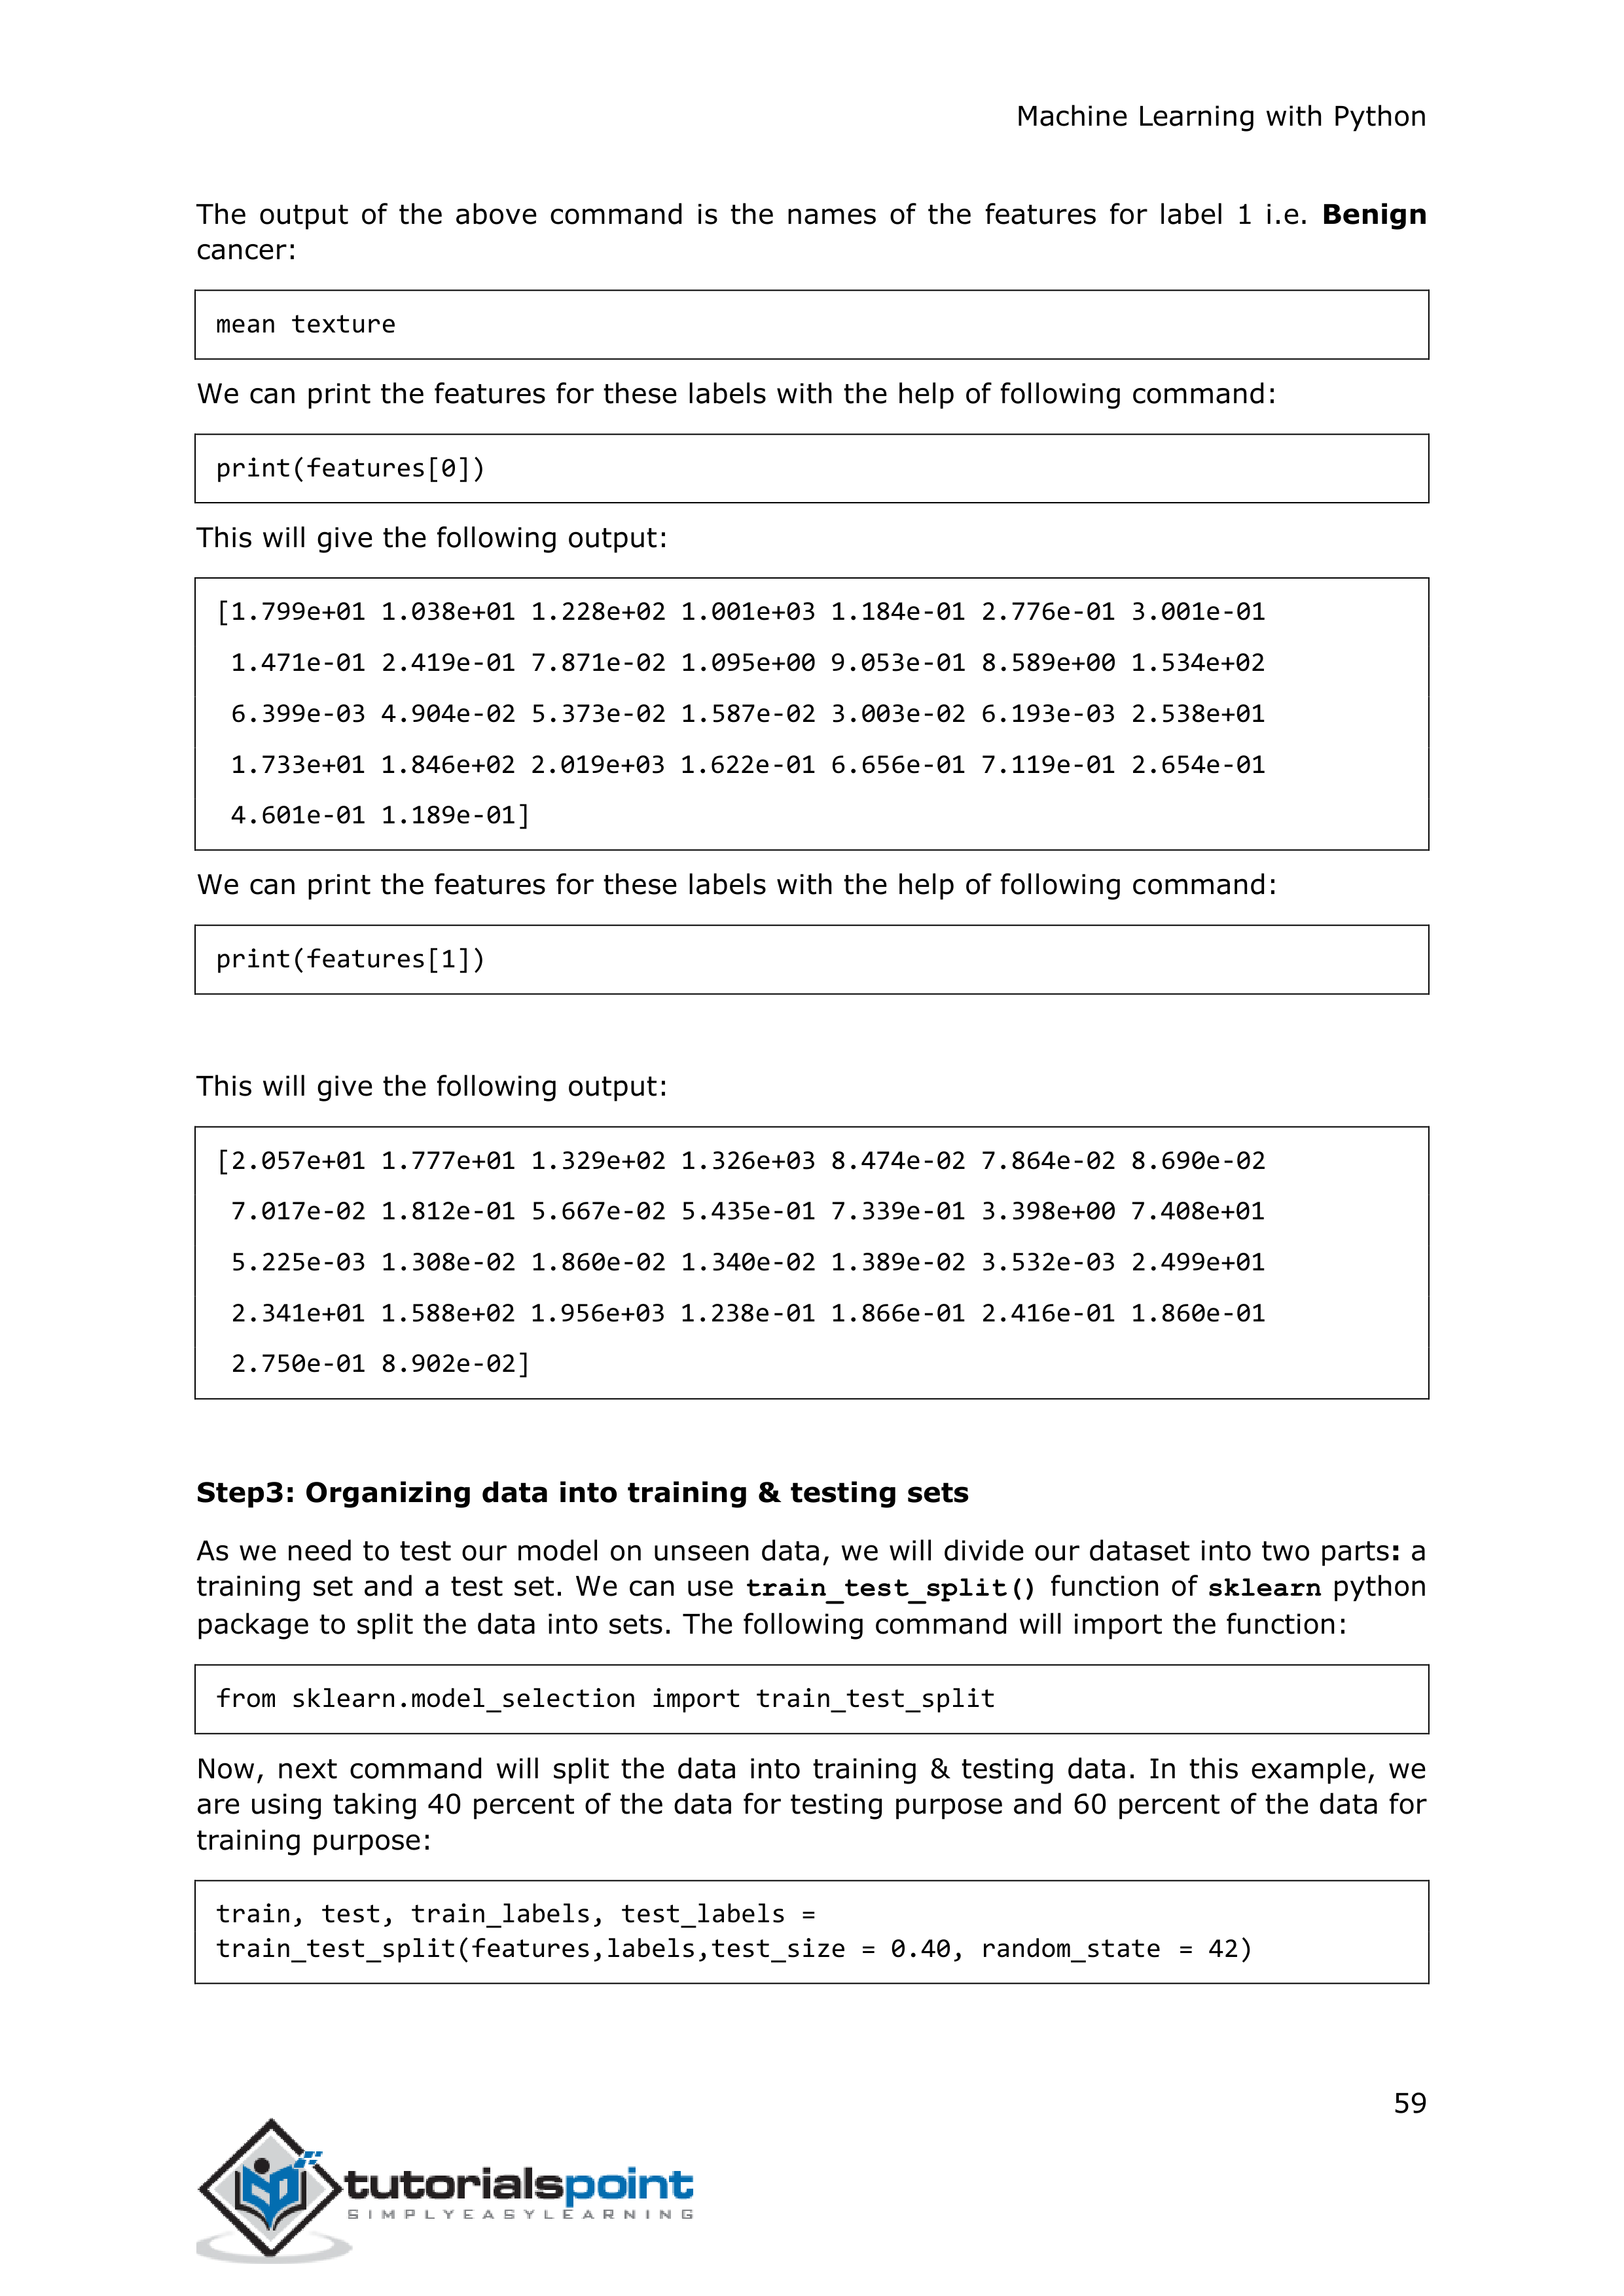 Machine Learning with Python
The output of the above command is the names of the features for label 1 i.e. Benign
cancer:
mean texture
We can print the features for these labels with the help of following command:
print(features[0])
This will give the following output:
[1.799e+01 1.038e+01 1.228e+02 1.001e+03 1.184e-01 2.776e-01 3.001e-01
1.471e-01 2.419e-01 7.871e-02 1.095e+00 9.053e-01 8.589e+00 1.534e+02
6.399e-03 4.904e-02 5.373e-02 1.587e-02 3.003e-02 6.193e-03 2.538e+01
1.733e+01 1.846e+02 2.019e+03 1.622e-01 6.656e-01 7.119e-01 2.654e-01
4.601e-01 1.189e-01]
We can print the features for these labels with the help of following command:
print(features[1])
This will give the following output:
[2.057e+01 1.777e+01 1.329e+02 1.326e+03 8.474e-02 7.864e-02 8.690e-02
7.017e-02 1.812e-01 5.667e-02 5.435e-01 7.339e-01 3.398e+00 7.408e+01
5.225e-03 1.308e-02 1.860e-02 1.340e-02 1.389e-02 3.532e-03 2.499e+01
2.341e+01 1.588e+02 1.956e+03 1.238e-01 1.866e-01 2.416e-01 1.860e-01
2.750e-01 8.902e-02]
Step3: Organizing data into training & testing sets
As we need to test our model on unseen data, we will divide our dataset into two parts: a
training set and a test set. We can use train_test_split() function of sklearn python
package to split the data into sets. The following command will import the function:
from sklearn.model_selection import train_test_split
Now, next command will split the data into training & testing data. In this example, we
are using taking 40 percent of the data for testing purpose and 60 percent of the data for
training purpose:
train, test, train_labels, test_labels =
train_test_split(features,labels,test_size = 0.40, random_state = 42)
59
tutorialspoint
SIMPLYEASYLEARNING